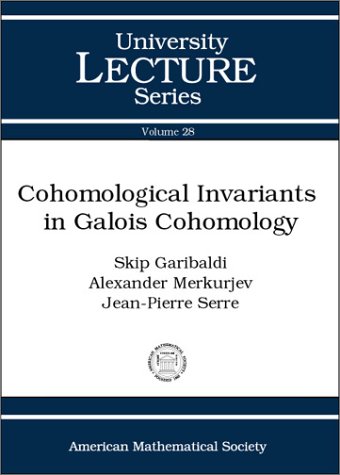 University
LECTURE
Series
Volume 28
Cohomological Invariants
in Galois Cohomology
Skip Garibaldi
Alexander Merkurjev
Jean-Pierre Serre
American Mathematical Society